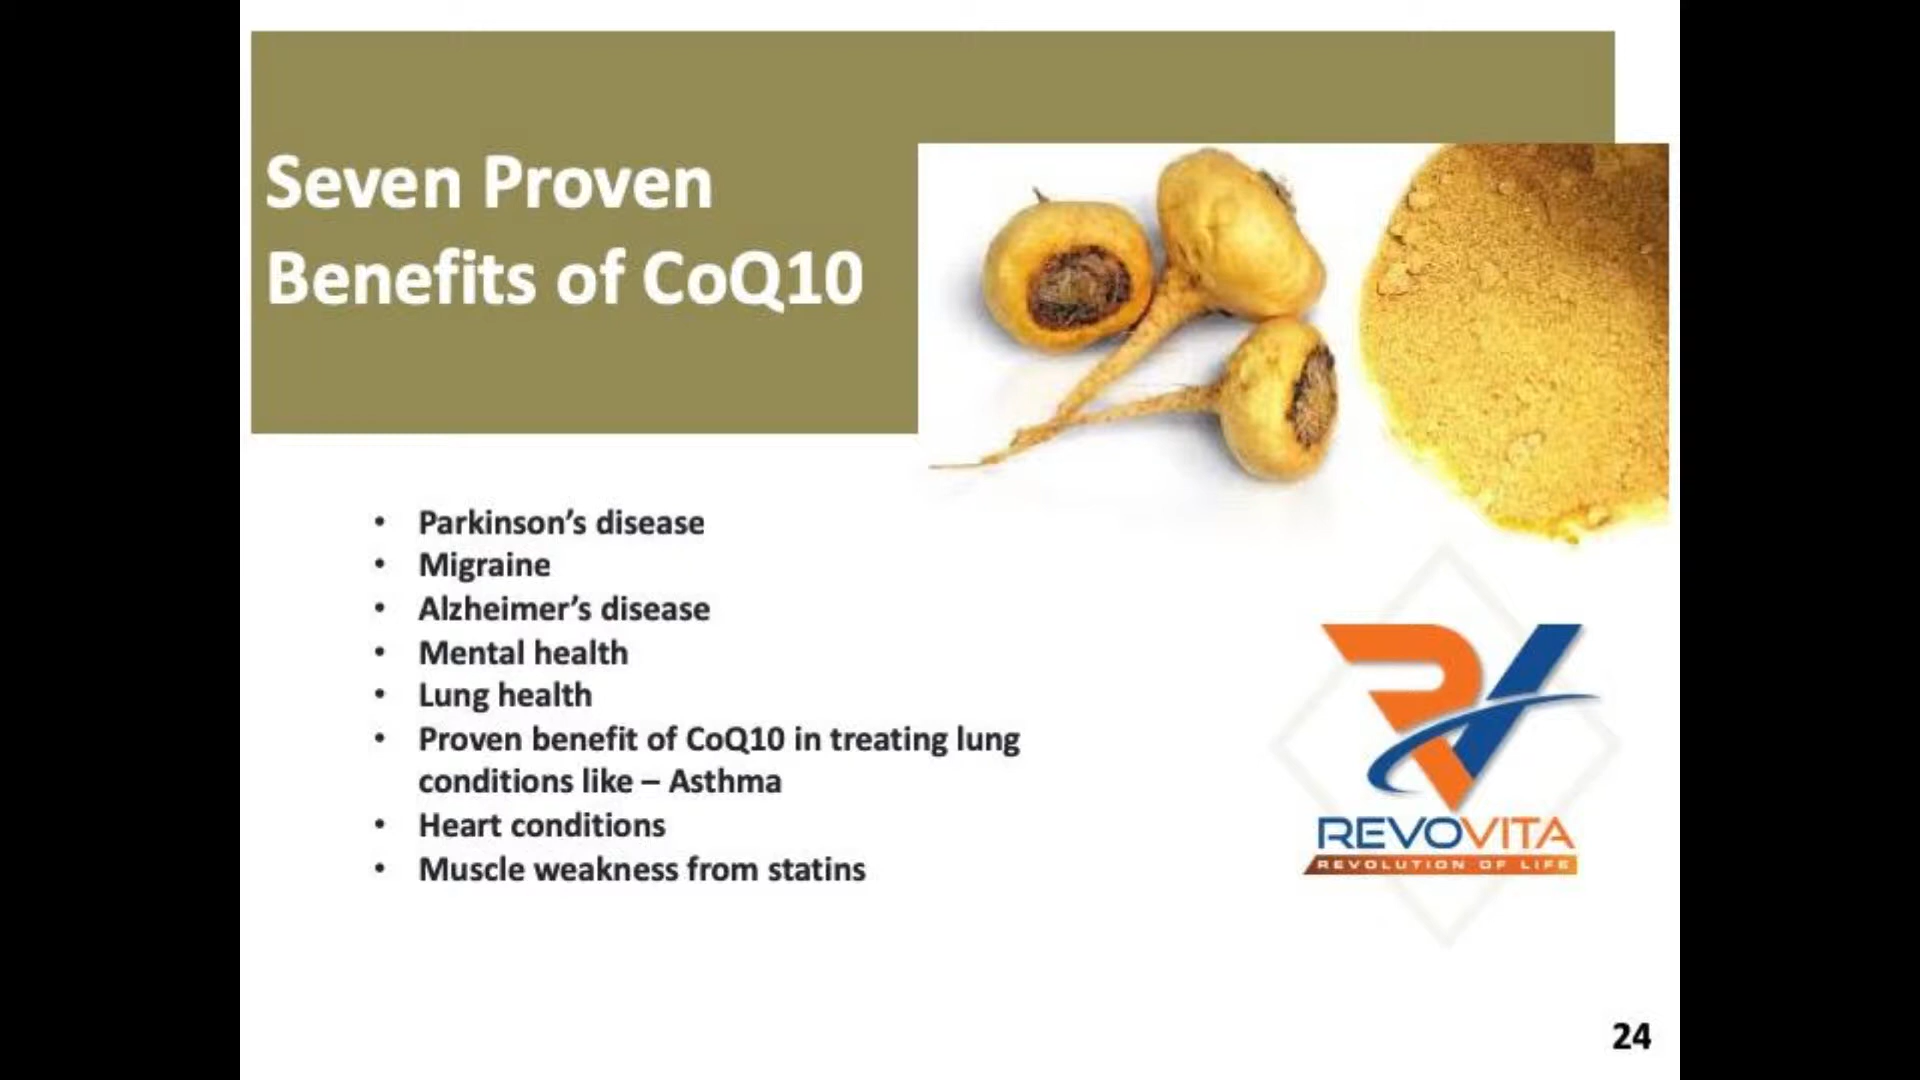 Seven Proven
Benefits of CoQ10
• Parkinson’s disease
• Migraine
• Alzheimer’s disease
• Mental health
• Lung health
• Proven benefit of CoQ10 in treating lung
conditions like – Asthma
• Heart conditions
• Muscle weakness from statins
RV
REVOVITA
REVOLUTION OF LIFE
24